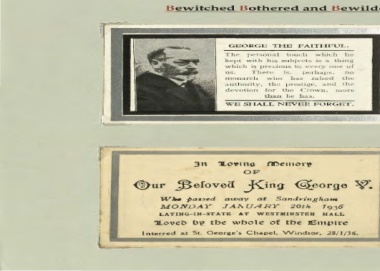 Bewitched Bothered and Bewild
GEORGE THE FAITHFUL.
The personal touch which he
kept with his subjects is a thing
which is precious to every one of
us. There is, perhaps, no
monarch who has raised the
authority, the prestige, and the
devotion for the Crown, more
than he has.
WE SHALL NEVER FORGET.
In Loving Memory
OF
Our Beloved King George V.
Who passed away at Sandringham
MONDAY JANUARY 20th 1936
LAYING-IN-STATE AT WESTMINSTER HALL
Loved by the whole of the Empire
Interred at St. George's Chapel, Windsor, 28/1/36.